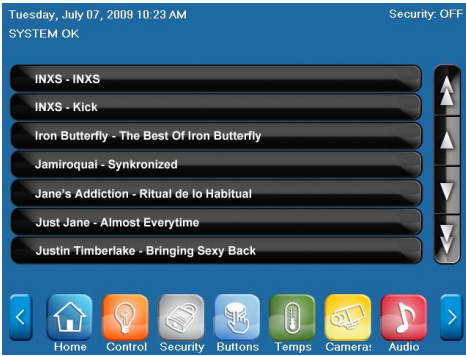 Tuesday, July 07, 2009 10:23 AM
Security: OFF
SYSTEM OK
INXS - INXS
INXS - Kick
Iron Butterfly - The Best Of Iron Butterfly
Jamiroquai - Synkronized
Jane's Addiction - Ritual de lo Habitual
Just Jane - Almost Everytime
Justin Timberlake - Bringing Sexy Back
Home Control Security Buttons Temps Cameras Audio